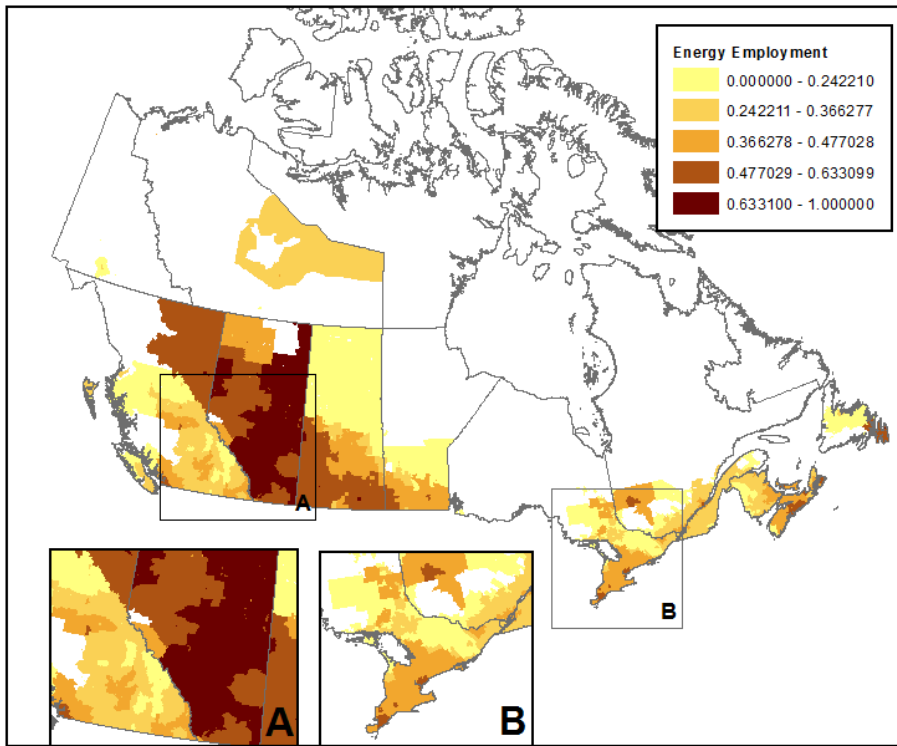 Energy Employment
0.000000 - 0.242210
0.242211 - 0.366277
0.366278 - 0.477028
0.477029 - 0.633099
0.633100 - 1.000000
A
B
A
B